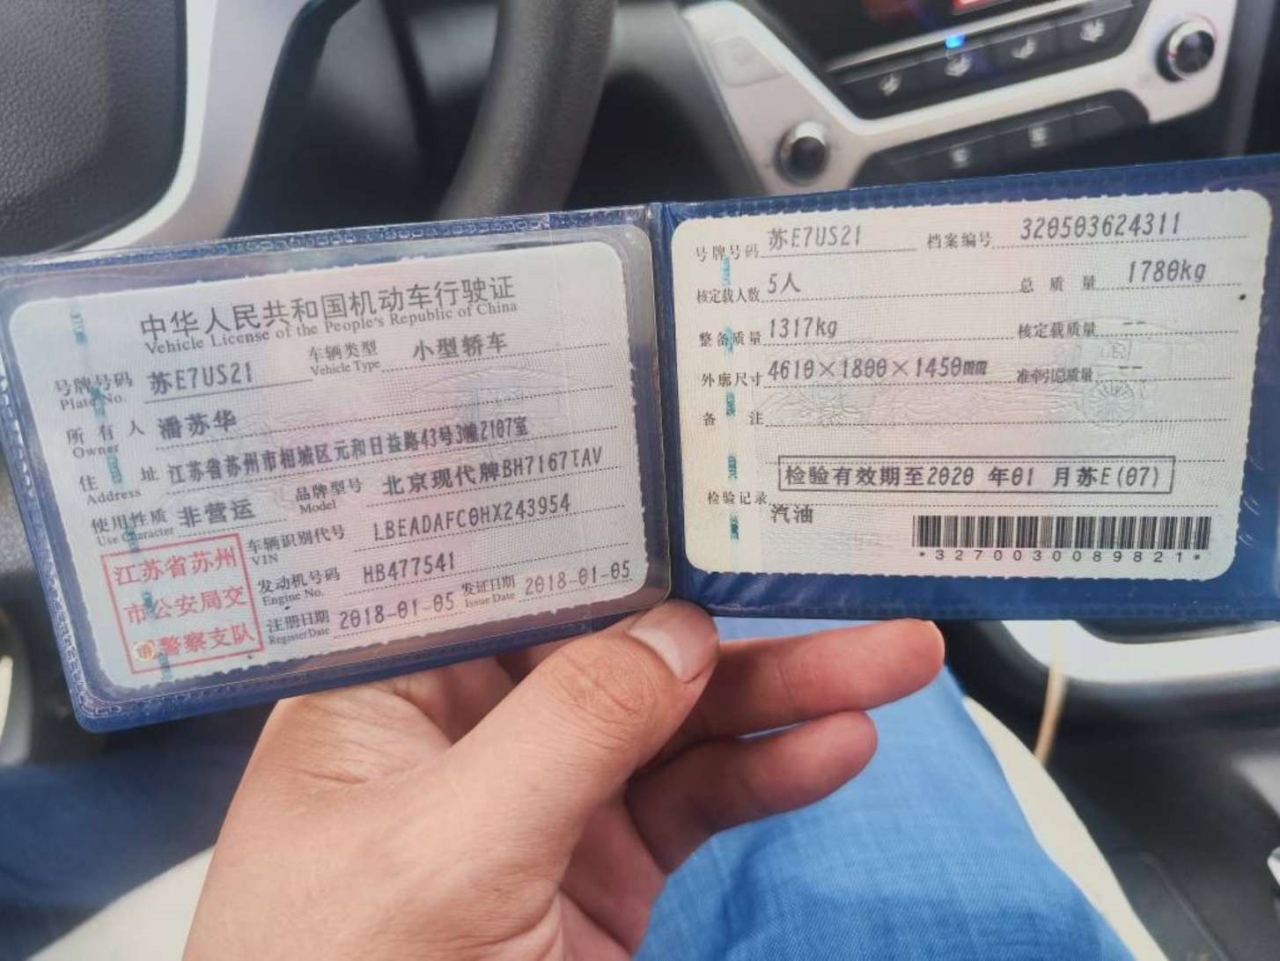 中华人民共和国机动车行驶证
Vehicle License of the People's Republic of China
号牌号码 苏E7US21 车辆类型 小型轿车
Plate No. Vehicle Type
所有人 潘苏华
Owner
住址 江苏省苏州市相城区元和日益路43号3幢2107室
Address
使用性质 非营运 品牌型号 北京现代牌BH7167TAV
Use Character Model
车辆识别代号 LBEADAFC0HX243954
VIN
发动机号码 HB477541
Engine No.
注册日期 2018-01-05 发证日期 2018-01-05
Register Date Issue Date
江苏省苏州
市公安局交
警察支队
号牌号码 苏E7US21 档案编号 320503624311
核定载人数 5人 总质量 1780kg
整备质量 1317kg 核定载质量 --
外廓尺寸 4610×1800×1450mm 准牵引总质量 --
备注
检验有效期至2020年01月苏E(07)
检验记录
汽油
*3270030089821*